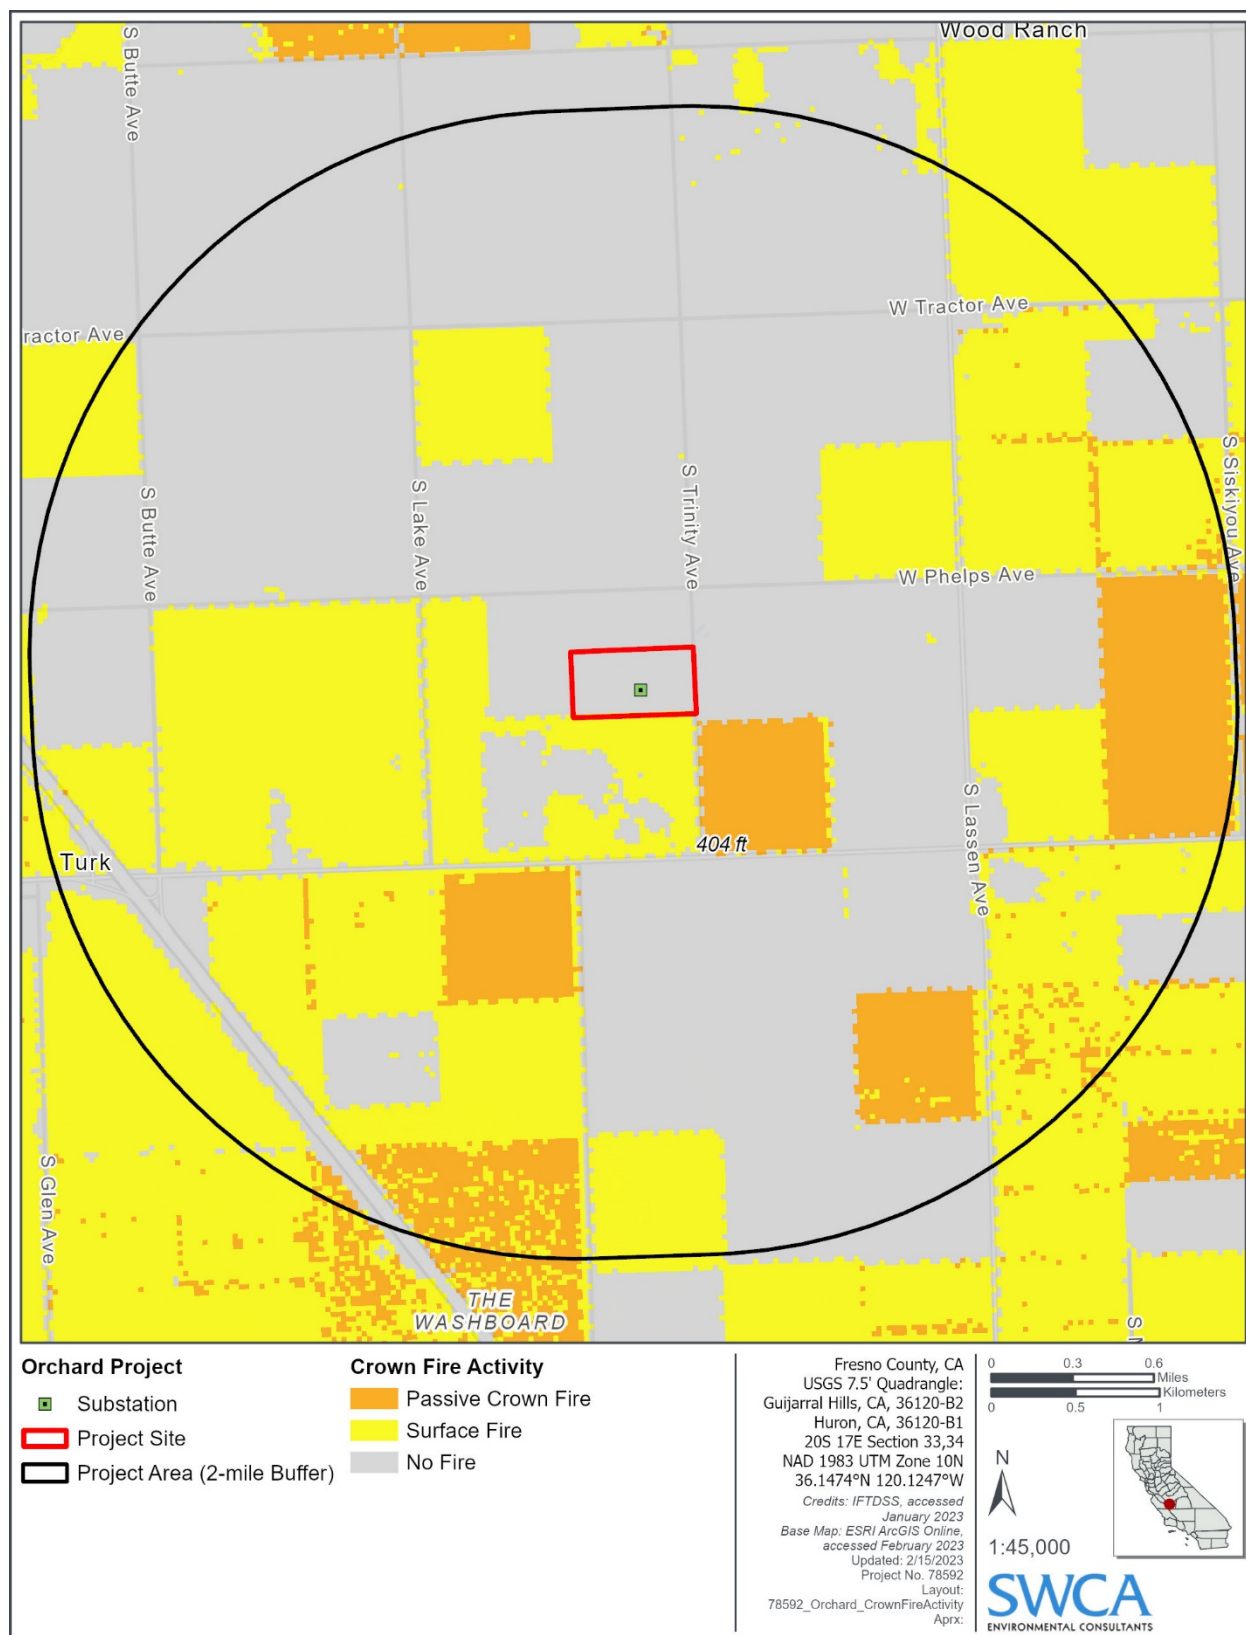 Wood Ranch
S Butte Ave
W Tractor Ave
ractor Ave
S Butte Ave
S Lake Ave
S Trinity Ave
S Siskiyou Ave
W Phelps Ave
S Lassen Ave
404 ft
Turk
S Glen Ave
THE
WASHBOARD
S N
Orchard Project
Substation
Project Site
Project Area (2-mile Buffer)
Crown Fire Activity
Passive Crown Fire
Surface Fire
No Fire
Fresno County, CA
USGS 7.5' Quadrangle:
Guijarral Hills, CA, 36120-B2
Huron, CA, 36120-B1
20S 17E Section 33,34
NAD 1983 UTM Zone 10N
36.1474°N 120.1247°W
Credits: IFTDSS, accessed
January 2023
Base Map: ESRI ArcGIS Online,
accessed February 2023
Updated: 2/15/2023
Project No. 78592
Layout:
78592_Orchard_CrownFireActivity
Aprx:
0 0.3 0.6
Miles
Kilometers
0 0.5 1
N
1:45,000
SWCA
ENVIRONMENTAL CONSULTANTS